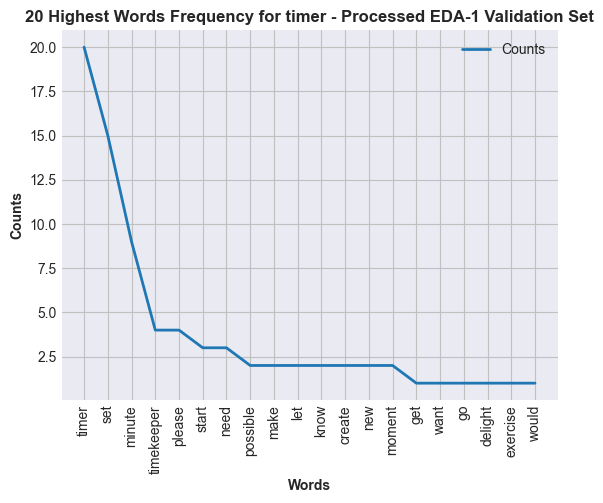 20 Highest Words Frequency for timer - Processed EDA-1 Validation Set
Counts
20.0
17.5
15.0
12.5
10.0
7.5
5.0
2.5
Counts
timer
set
minute
timekeeper
please
start
need
possible
make
let
know
create
new
moment
get
want
go
delight
exercise
would
Words